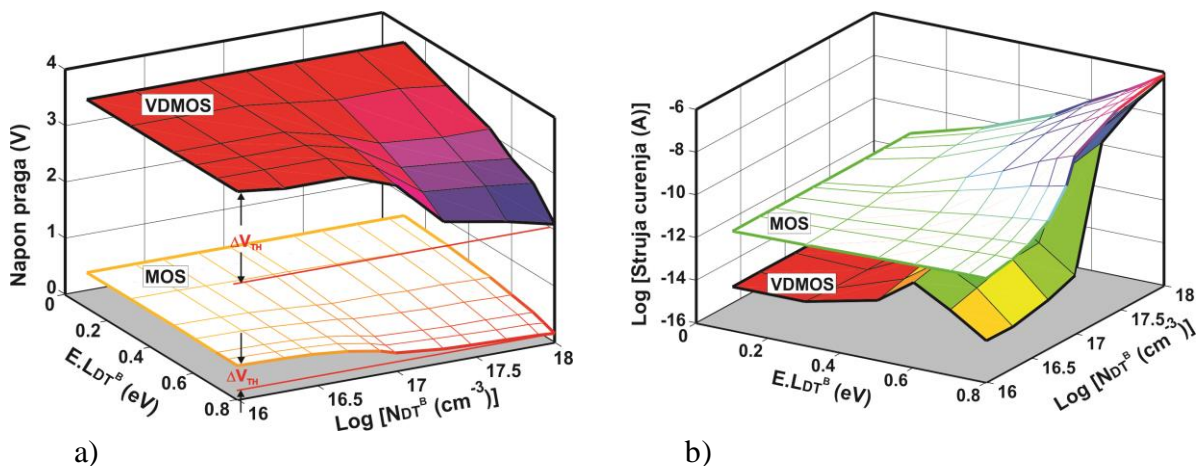 4
3
2
1
0
Napon praga (V)
VDMOS
ΔV_TH
MOS
ΔV_TH
0
0.2
0.4
0.6
0.8
E.L_DT^B (eV)
16
16.5
17
17.5
18
Log [N_DT^B (cm^-3)]
a)
-6
-8
-10
-12
-14
-16
Log [Struja curenja (A)]
MOS
VDMOS
0
0.2
0.4
0.6
0.8
E.L_DT^B (eV)
16
16.5
17
17.5
18
Log [N_DT^B (cm^-3)]
b)